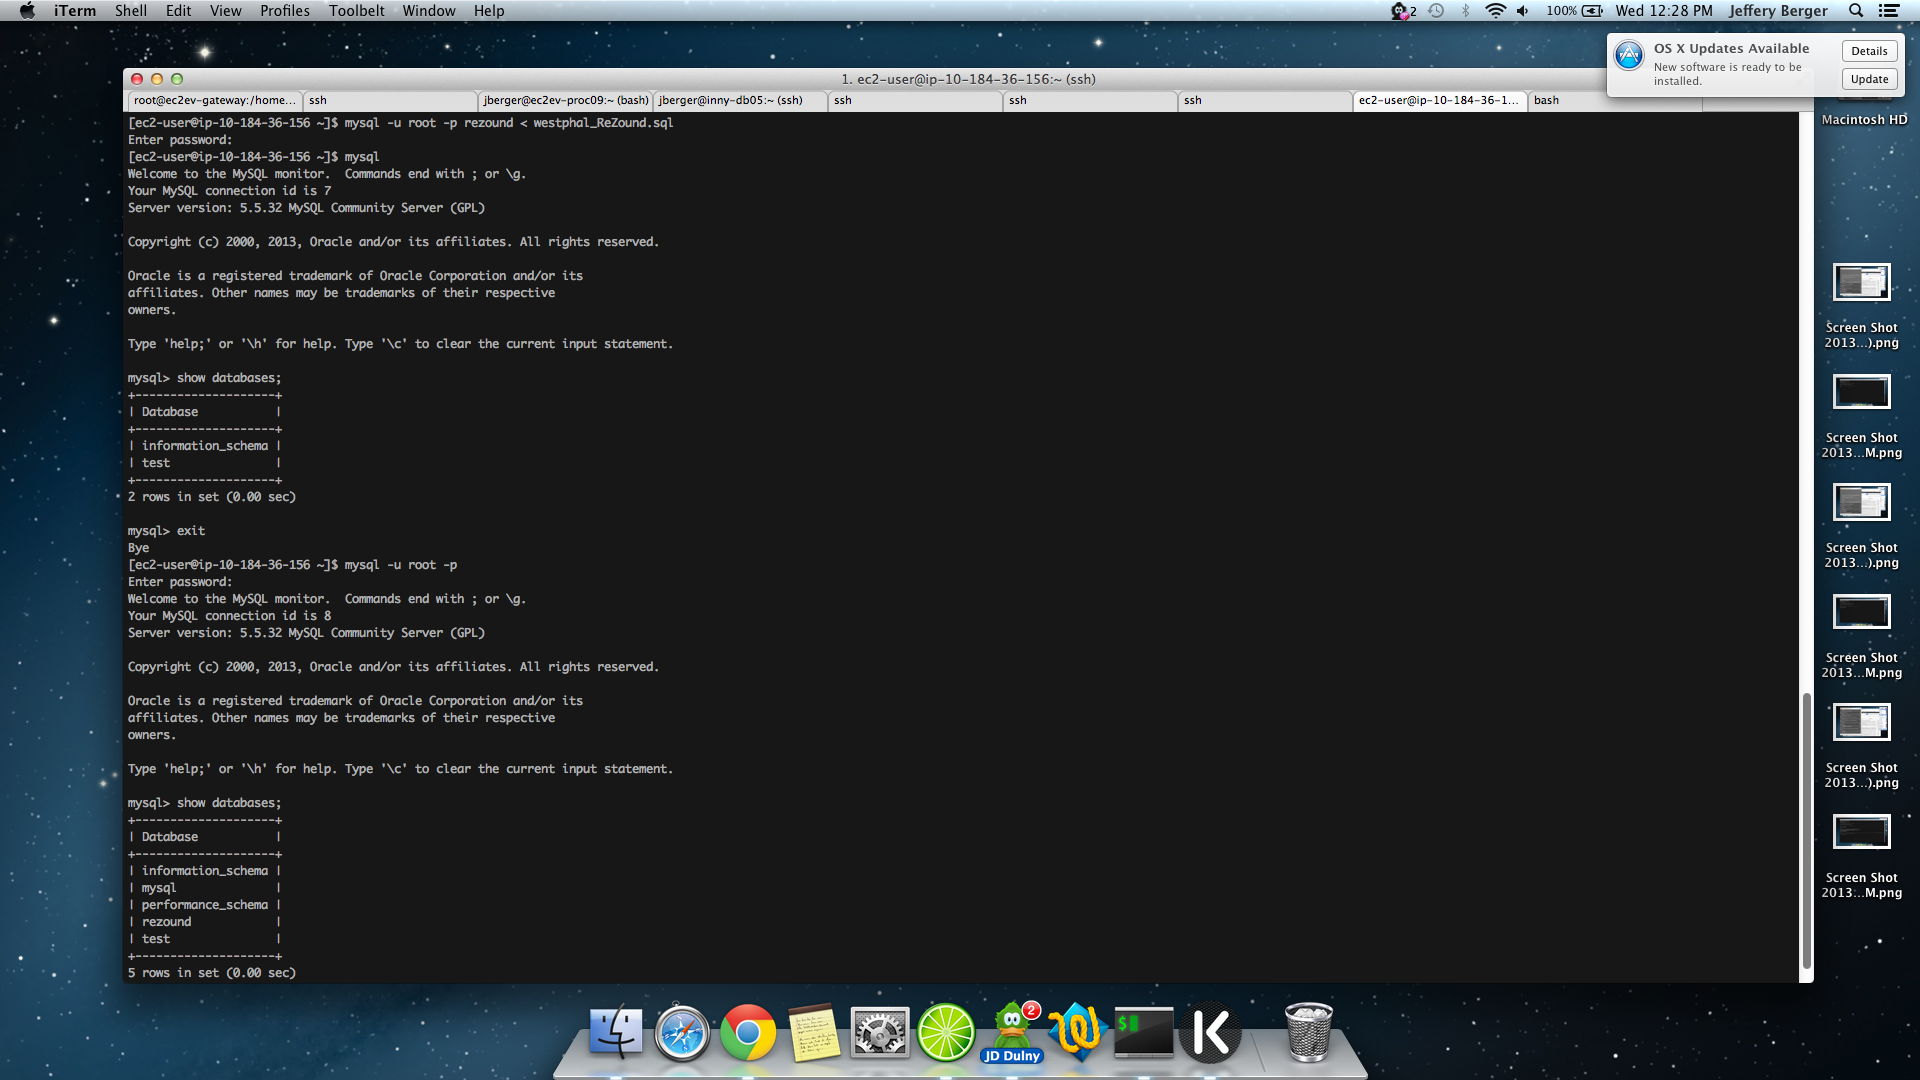 iTerm Shell Edit View Profiles Toolbelt Window Help 2 100% Wed 12:28 PM Jeffery Berger
OS X Updates Available
New software is ready to be
installed.
Details
Update
1. ec2-user@ip-10-184-36-156:~ (ssh)
root@ec2ev-gateway:/home... ssh jberger@ec2ev-proc09:~ (bash) jberger@inny-db05:~ (ssh) ssh ssh ssh ec2-user@ip-10-184-36-1... bash
[ec2-user@ip-10-184-36-156 ~]$ mysql -u root -p rezound < westphal_ReZound.sql
Enter password:
[ec2-user@ip-10-184-36-156 ~]$ mysql
Welcome to the MySQL monitor.  Commands end with ; or \g.
Your MySQL connection id is 7
Server version: 5.5.32 MySQL Community Server (GPL)
Copyright (c) 2000, 2013, Oracle and/or its affiliates. All rights reserved.
Oracle is a registered trademark of Oracle Corporation and/or its
affiliates. Other names may be trademarks of their respective
owners.
Type 'help;' or '\h' for help. Type '\c' to clear the current input statement.
mysql> show databases;
+--------------------+
| Database           |
+--------------------+
| information_schema |
| test               |
+--------------------+
2 rows in set (0.00 sec)
mysql> exit
Bye
[ec2-user@ip-10-184-36-156 ~]$ mysql -u root -p
Enter password:
Welcome to the MySQL monitor.  Commands end with ; or \g.
Your MySQL connection id is 8
Server version: 5.5.32 MySQL Community Server (GPL)
Copyright (c) 2000, 2013, Oracle and/or its affiliates. All rights reserved.
Oracle is a registered trademark of Oracle Corporation and/or its
affiliates. Other names may be trademarks of their respective
owners.
Type 'help;' or '\h' for help. Type '\c' to clear the current input statement.
mysql> show databases;
+--------------------+
| Database           |
+--------------------+
| information_schema |
| mysql              |
| performance_schema |
| rezound            |
| test               |
+--------------------+
5 rows in set (0.00 sec)
Macintosh HD
Screen Shot
2013...).png
Screen Shot
2013...M.png
Screen Shot
2013...).png
Screen Shot
2013...M.png
Screen Shot
2013...).png
Screen Shot
2013...M.png
2
JD Dulny
$
K